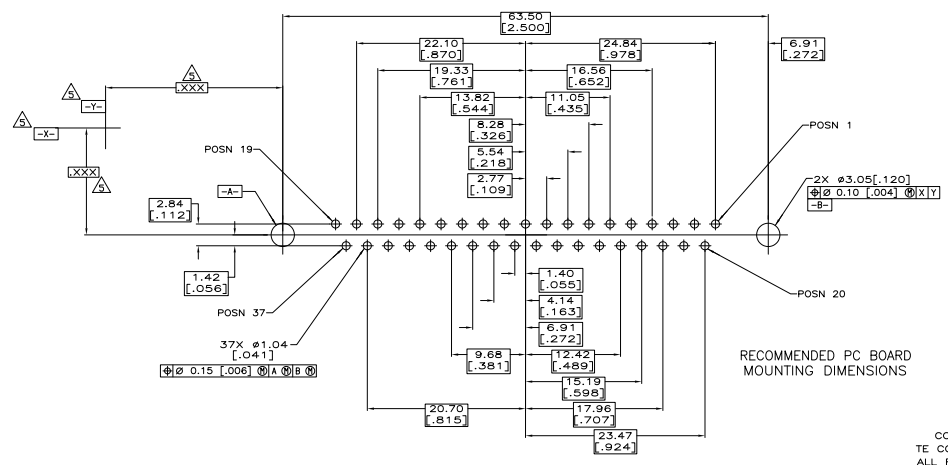 63.50
[2.500]
22.10
[.870]
24.84
[.978]
6.91
[.272]
5
.XXX
19.33
[.761]
16.56
[.652]
5
-Y-
13.82
[.544]
11.05
[.435]
5
-X-
8.28
[.326]
POSN 1
POSN 19
5.54
[.218]
.XXX
5
2.77
[.109]
2X ø3.05[.120]
⌖ Ø 0.10 [.004] Ⓜ X Y
-B-
-A-
2.84
[.112]
1.42
[.056]
1.40
[.055]
POSN 20
POSN 37
4.14
[.163]
6.91
[.272]
37X ø1.04
[.041]
⌖ Ø 0.15 [.006] Ⓜ A Ⓜ B Ⓜ
9.68
[.381]
12.42
[.489]
RECOMMENDED PC BOARD
MOUNTING DIMENSIONS
15.19
[.598]
20.70
[.815]
17.96
[.707]
23.47
[.924]
CO
TE CO
ALL